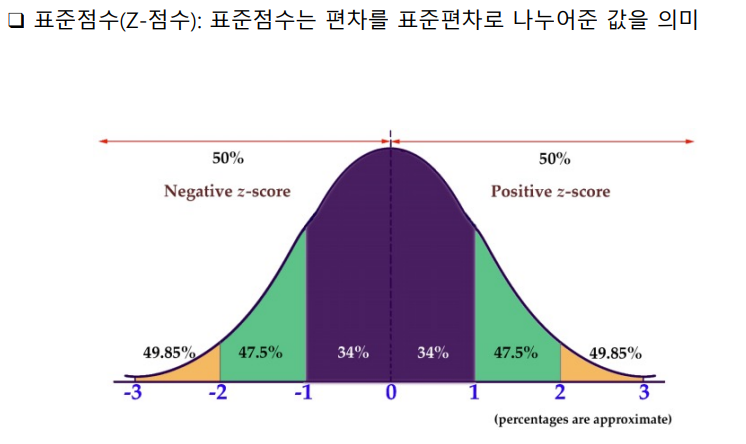 ❑ 표준점수(Z-점수): 표준점수는 편차를 표준편차로 나누어준 값을 의미
50% 50%
Negative z-score Positive z-score
49.85% 47.5% 34% 34% 47.5% 49.85%
-3 -2 -1 0 1 2 3
(percentages are approximate)